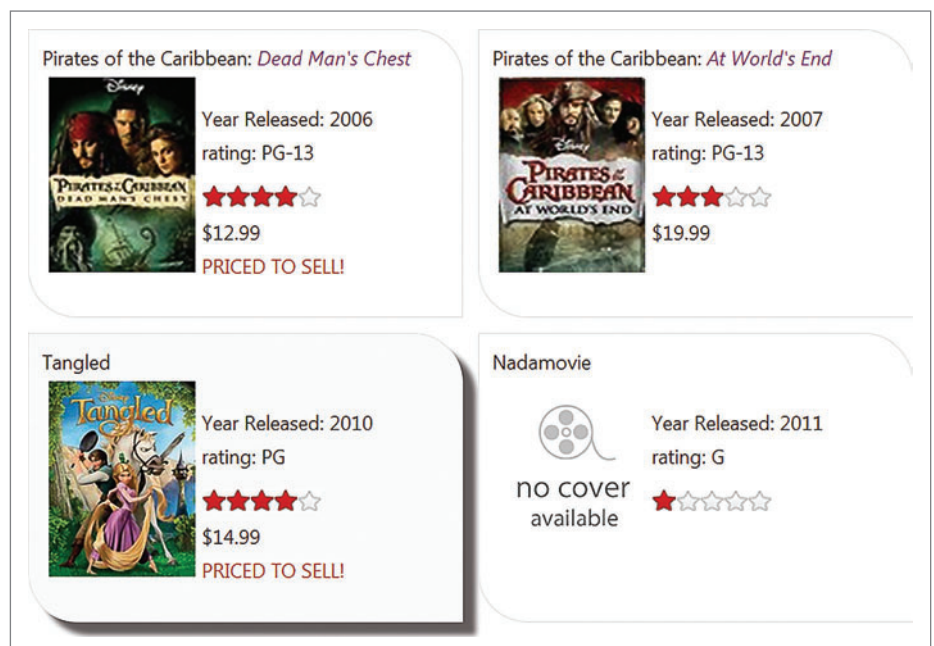 Pirates of the Caribbean: Dead Man's Chest
Disney
PIRATES of the CARIBBEAN
DEAD MAN'S CHEST
Year Released: 2006
rating: PG-13
$12.99
PRICED TO SELL!
Pirates of the Caribbean: At World's End
Disney
PIRATES of the
CARIBBEAN
AT WORLD'S END
Year Released: 2007
rating: PG-13
$19.99
Tangled
Disney
Tangled
Year Released: 2010
rating: PG
$14.99
PRICED TO SELL!
Nadamovie
no cover
available
Year Released: 2011
rating: G